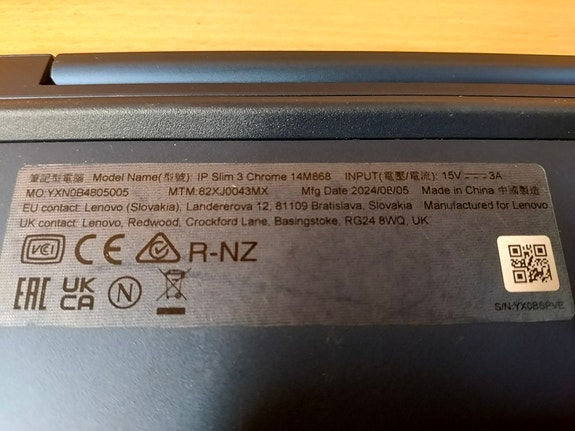 筆記型電腦 Model Name(型號): IP Slim 3 Chrome 14M868 INPUT(電壓/電流): 15V⎓3A
MO:YXN0B4805005 MTM:82XJ0043MX Mfg Date 2024/08/05 Made in China 中國製造
EU contact: Lenovo (Slovakia), Landererova 12, 81109 Bratislava, Slovakia Manufactured for Lenovo
UK contact: Lenovo, Redwood, Crockford Lane, Basingstoke, RG24 8WQ, UK
VCI CE R-NZ
EAC UK CA N
S/N:YX0BSPVE